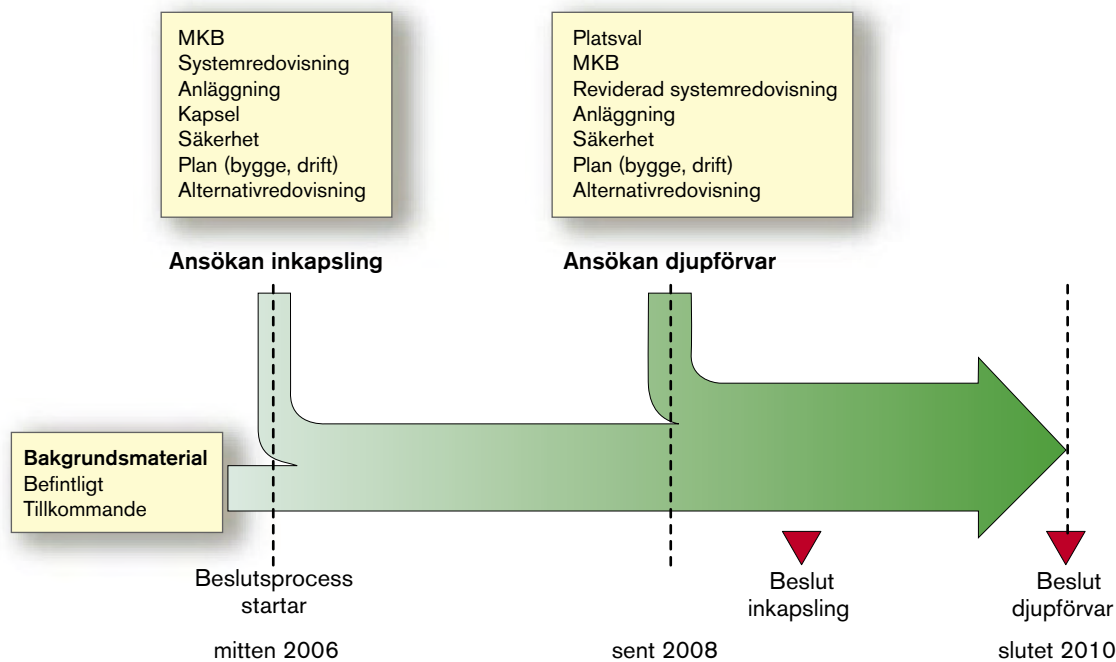 MKB
Systemredovisning
Anläggning
Kapsel
Säkerhet
Plan (bygge, drift)
Alternativredovisning
Ansökan inkapsling
Platsval
MKB
Reviderad systemredovisning
Anläggning
Säkerhet
Plan (bygge, drift)
Alternativredovisning
Ansökan djupförvar
Bakgrundsmaterial
Befintligt
Tillkommande
Beslutsprocess
startar
mitten 2006
sent 2008
Beslut
inkapsling
Beslut
djupförvar
slutet 2010